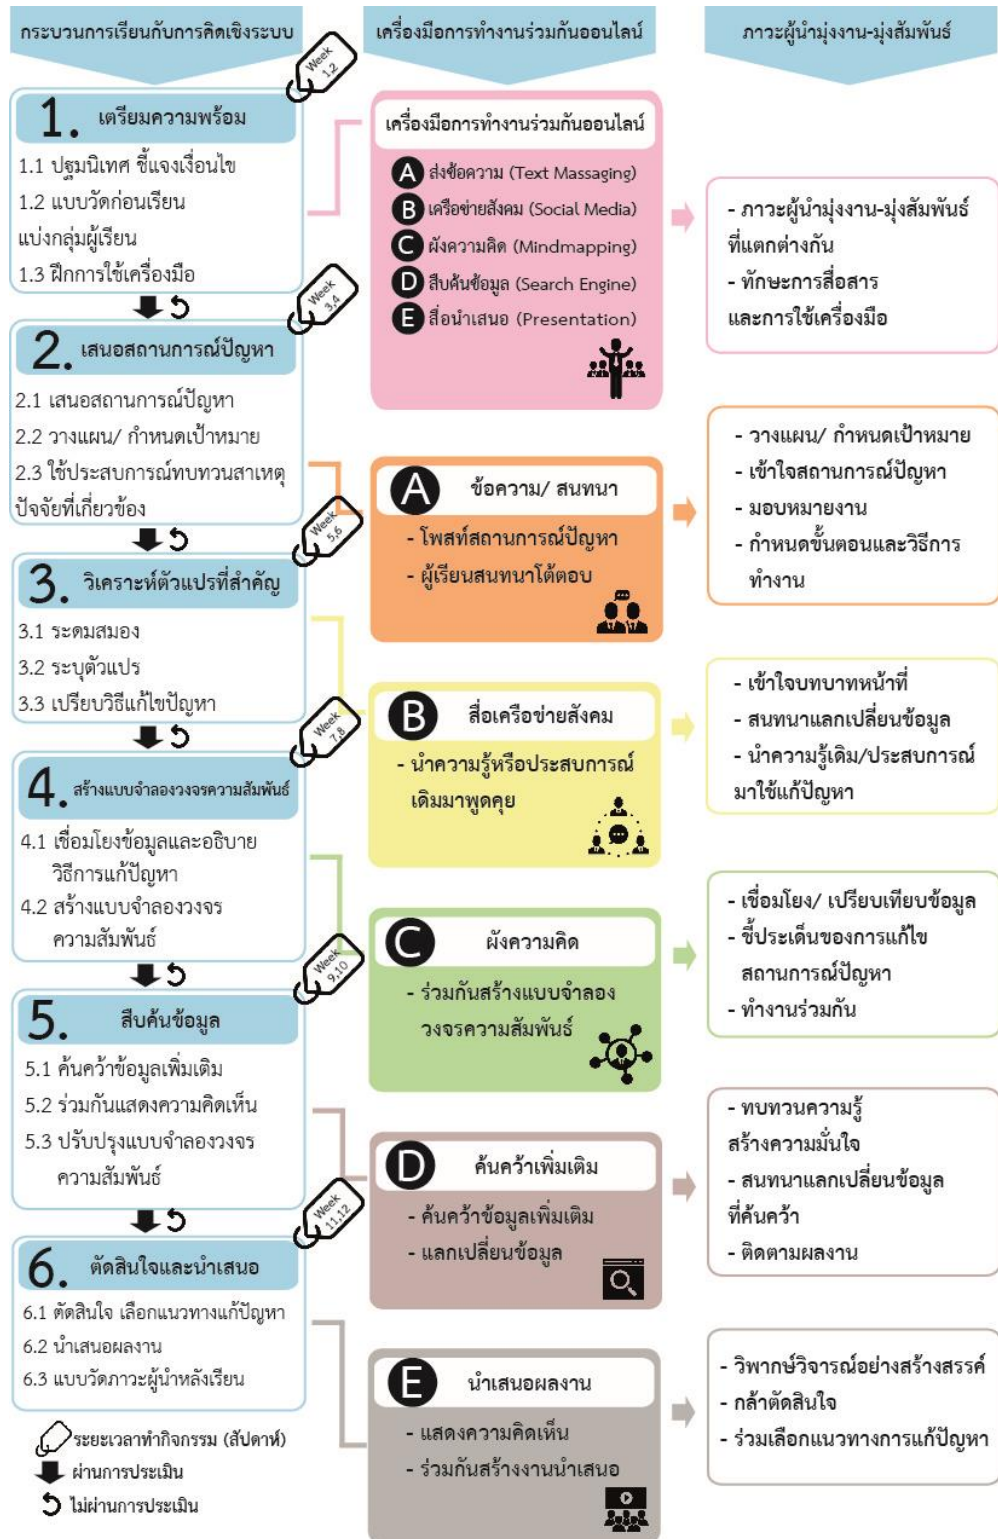 กระบวนการเรียนกับการคิดเชิงระบบ
เครื่องมือการทำงานร่วมกันออนไลน์
ภาวะผู้นำมุ่งงาน-มุ่งสัมพันธ์
Week
1,2
1. เตรียมความพร้อม
1.1 ปฐมนิเทศ ชี้แจงเงื่อนไข
1.2 แบบวัดก่อนเรียน
แบ่งกลุ่มผู้เรียน
1.3 ฝึกการใช้เครื่องมือ
เครื่องมือการทำงานร่วมกันออนไลน์
A ส่งข้อความ (Text Massaging)
B เครือข่ายสังคม (Social Media)
C ผังความคิด (Mindmapping)
D สืบค้นข้อมูล (Search Engine)
E สื่อนำเสนอ (Presentation)
- ภาวะผู้นำมุ่งงาน-มุ่งสัมพันธ์
ที่แตกต่างกัน
- ทักษะการสื่อสาร
และการใช้เครื่องมือ
Week
3,4
2. เสนอสถานการณ์ปัญหา
2.1 เสนอสถานการณ์ปัญหา
2.2 วางแผน/ กำหนดเป้าหมาย
2.3 ใช้ประสบการณ์ทบทวนสาเหตุ
ปัจจัยที่เกี่ยวข้อง
A ข้อความ/ สนทนา
- โพสท์สถานการณ์ปัญหา
- ผู้เรียนสนทนาโต้ตอบ
- วางแผน/ กำหนดเป้าหมาย
- เข้าใจสถานการณ์ปัญหา
- มอบหมายงาน
- กำหนดขั้นตอนและวิธีการ
ทำงาน
Week
5,6
3. วิเคราะห์ตัวแปรที่สำคัญ
3.1 ระดมสมอง
3.2 ระบุตัวแปร
3.3 เปรียบวิธีแก้ไขปัญหา
B สื่อเครือข่ายสังคม
- นำความรู้หรือประสบการณ์
เดิมมาพูดคุย
- เข้าใจบทบาทหน้าที่
- สนทนาแลกเปลี่ยนข้อมูล
- นำความรู้เดิม/ประสบการณ์
มาใช้แก้ปัญหา
Week
7,8
4. สร้างแบบจำลองวงจรความสัมพันธ์
4.1 เชื่อมโยงข้อมูลและอธิบาย
วิธีการแก้ปัญหา
4.2 สร้างแบบจำลองวงจร
ความสัมพันธ์
C ผังความคิด
- ร่วมกันสร้างแบบจำลอง
วงจรความสัมพันธ์
- เชื่อมโยง/ เปรียบเทียบข้อมูล
- ชี้ประเด็นของการแก้ไข
สถานการณ์ปัญหา
- ทำงานร่วมกัน
Week
9,10
5. สืบค้นข้อมูล
5.1 ค้นคว้าข้อมูลเพิ่มเติม
5.2 ร่วมกันแสดงความคิดเห็น
5.3 ปรับปรุงแบบจำลองวงจร
ความสัมพันธ์
D ค้นคว้าเพิ่มเติม
- ค้นคว้าข้อมูลเพิ่มเติม
- แลกเปลี่ยนข้อมูล
- ทบทวนความรู้
สร้างความมั่นใจ
- สนทนาแลกเปลี่ยนข้อมูล
ที่ค้นคว้า
- ติดตามผลงาน
Week
11,12
6. ตัดสินใจและนำเสนอ
6.1 ตัดสินใจ เลือกแนวทางแก้ปัญหา
6.2 นำเสนอผลงาน
6.3 แบบวัดภาวะผู้นำหลังเรียน
E นำเสนอผลงาน
- แสดงความคิดเห็น
- ร่วมกันสร้างงานนำเสนอ
- วิพากษ์วิจารณ์อย่างสร้างสรรค์
- กล้าตัดสินใจ
- ร่วมเลือกแนวทางการแก้ปัญหา
ระยะเวลาทำกิจกรรม (สัปดาห์)
ผ่านการประเมิน
ไม่ผ่านการประเมิน